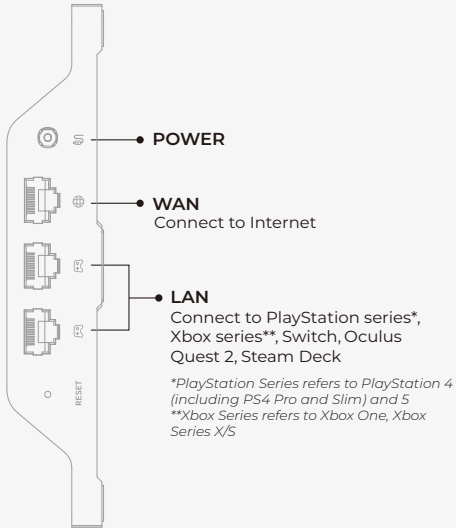 POWER
WAN
Connect to Internet
LAN
Connect to PlayStation series*,
Xbox series**, Switch, Oculus
Quest 2, Steam Deck
*PlayStation Series refers to PlayStation 4
(including PS4 Pro and Slim) and 5
**Xbox Series refers to Xbox One, Xbox
Series X/S
RESET